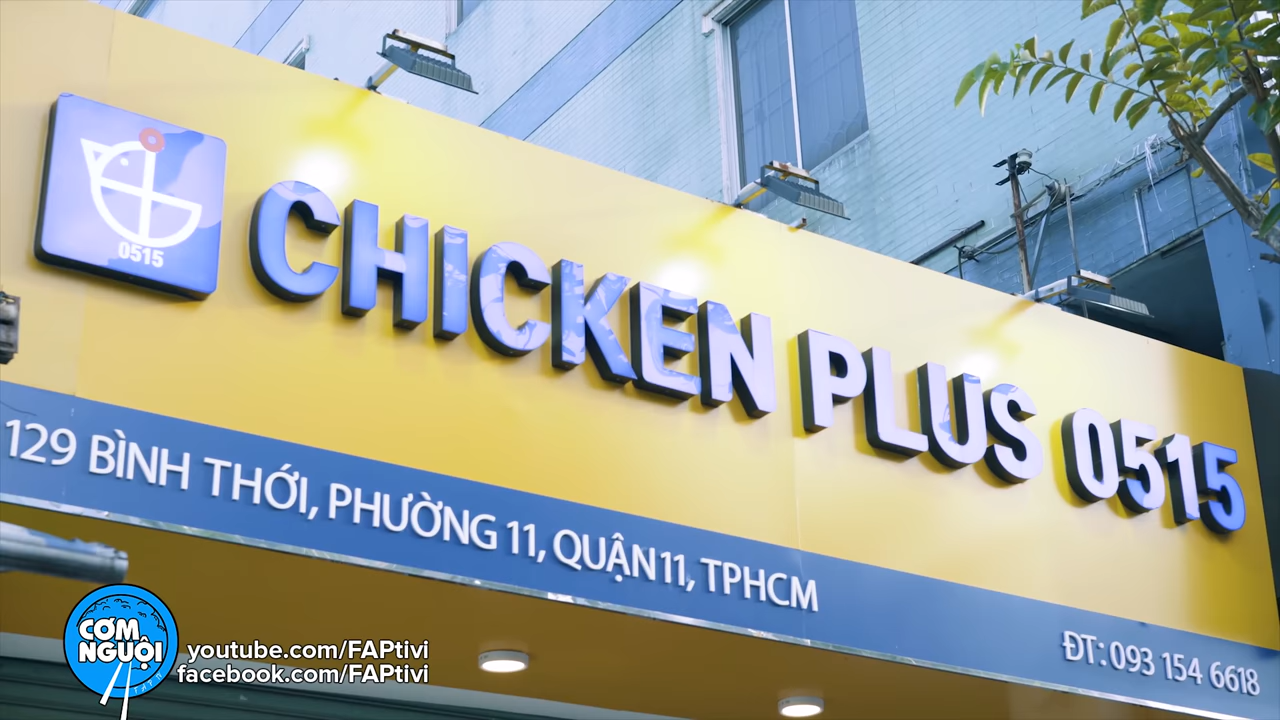 0515
CHICKEN PLUS 0515
129 BÌNH THỚI, PHƯỜNG 11, QUẬN 11, TPHCM
ĐT: 093 154 6618
CƠM
NGUỘI
youtube.com/FAPtivi
facebook.com/FAPtivi